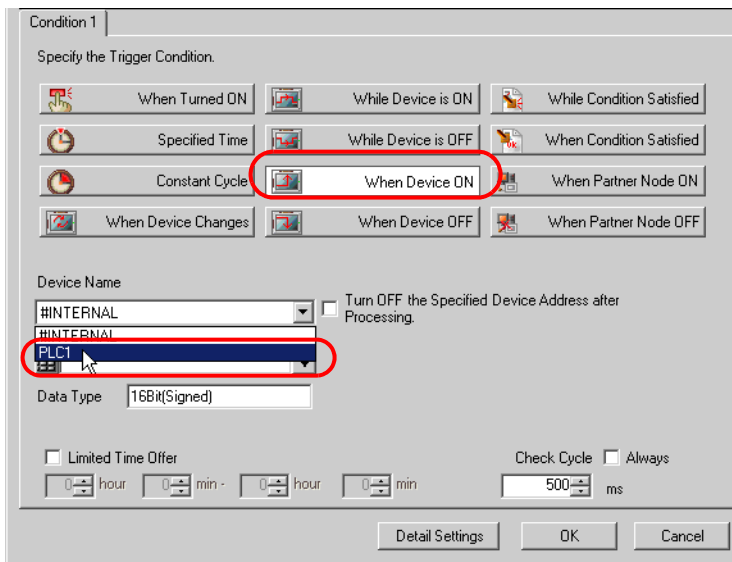 Condition 1
Specify the Trigger Condition.
When Turned ON While Device is ON While Condition Satisfied
Specified Time While Device is OFF When Condition Satisfied
Constant Cycle When Device ON When Partner Node ON
When Device Changes When Device OFF When Partner Node OFF
Device Name
#INTERNAL Turn OFF the Specified Device Address after
Processing.
#INTERNAL
PLC1
Data Type 16Bit(Signed)
Limited Time Offer Check Cycle Always
0 hour 0 min - 0 hour 0 min 500 ms
Detail Settings OK Cancel